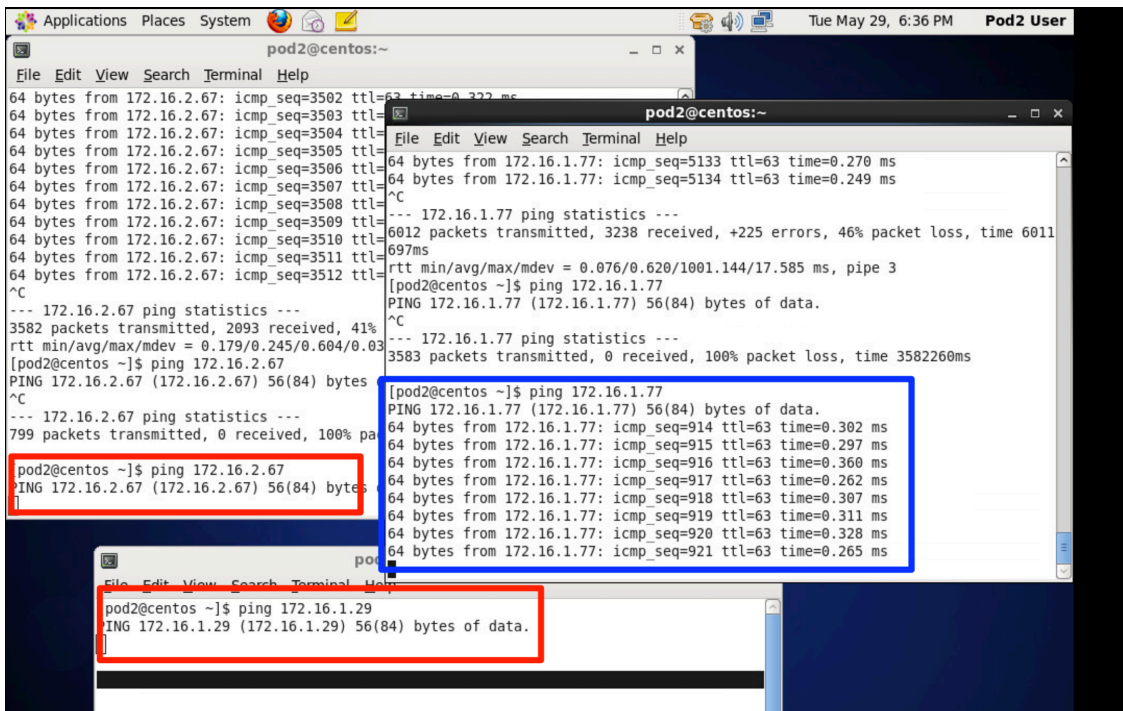 Applications Places System Tue May 29, 6:36 PM Pod2 User
pod2@centos:~
File Edit View Search Terminal Help
64 bytes from 172.16.2.67: icmp_seq=3502 ttl=63 time=0.322 ms
64 bytes from 172.16.2.67: icmp_seq=3503 ttl=
64 bytes from 172.16.2.67: icmp_seq=3504 ttl=
64 bytes from 172.16.2.67: icmp_seq=3505 ttl=
64 bytes from 172.16.2.67: icmp_seq=3506 ttl=
64 bytes from 172.16.2.67: icmp_seq=3507 ttl=
64 bytes from 172.16.2.67: icmp_seq=3508 ttl=
64 bytes from 172.16.2.67: icmp_seq=3509 ttl=
64 bytes from 172.16.2.67: icmp_seq=3510 ttl=
64 bytes from 172.16.2.67: icmp_seq=3511 ttl=
64 bytes from 172.16.2.67: icmp_seq=3512 ttl=
^C
--- 172.16.2.67 ping statistics ---
3582 packets transmitted, 2093 received, 41%
rtt min/avg/max/mdev = 0.179/0.245/0.604/0.03
[pod2@centos ~]$ ping 172.16.2.67
PING 172.16.2.67 (172.16.2.67) 56(84) bytes
^C
--- 172.16.2.67 ping statistics ---
799 packets transmitted, 0 received, 100% pa
[pod2@centos ~]$ ping 172.16.2.67
PING 172.16.2.67 (172.16.2.67) 56(84) bytes
pod2@centos:~
File Edit View Search Terminal Help
64 bytes from 172.16.1.77: icmp_seq=5133 ttl=63 time=0.270 ms
64 bytes from 172.16.1.77: icmp_seq=5134 ttl=63 time=0.249 ms
^C
--- 172.16.1.77 ping statistics ---
6012 packets transmitted, 3238 received, +225 errors, 46% packet loss, time 6011
697ms
rtt min/avg/max/mdev = 0.076/0.620/1001.144/17.585 ms, pipe 3
[pod2@centos ~]$ ping 172.16.1.77
PING 172.16.1.77 (172.16.1.77) 56(84) bytes of data.
^C
--- 172.16.1.77 ping statistics ---
3583 packets transmitted, 0 received, 100% packet loss, time 3582260ms
[pod2@centos ~]$ ping 172.16.1.77
PING 172.16.1.77 (172.16.1.77) 56(84) bytes of data.
64 bytes from 172.16.1.77: icmp_seq=914 ttl=63 time=0.302 ms
64 bytes from 172.16.1.77: icmp_seq=915 ttl=63 time=0.297 ms
64 bytes from 172.16.1.77: icmp_seq=916 ttl=63 time=0.360 ms
64 bytes from 172.16.1.77: icmp_seq=917 ttl=63 time=0.262 ms
64 bytes from 172.16.1.77: icmp_seq=918 ttl=63 time=0.307 ms
64 bytes from 172.16.1.77: icmp_seq=919 ttl=63 time=0.311 ms
64 bytes from 172.16.1.77: icmp_seq=920 ttl=63 time=0.328 ms
64 bytes from 172.16.1.77: icmp_seq=921 ttl=63 time=0.265 ms
pod
File Edit View Search Terminal Help
pod2@centos ~]$ ping 172.16.1.29
PING 172.16.1.29 (172.16.1.29) 56(84) bytes of data.